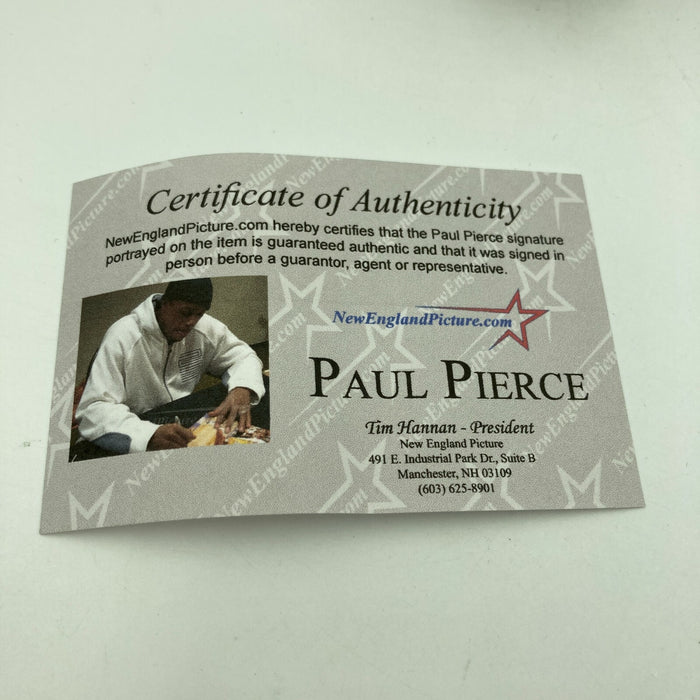 Certificate of Authenticity
NewEnglandPicture.com hereby certifies that the Paul Pierce signature
portrayed on the item is guaranteed authentic and that it was signed in
person before a guarantor, agent or representative.
NewEnglandPicture.com
PAUL PIERCE
Tim Hannan - President
New England Picture
491 E. Industrial Park Dr., Suite B
Manchester, NH 03109
(603) 625-8901